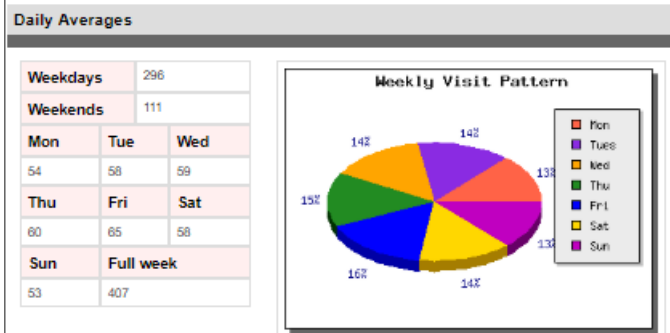 Daily Averages
Weekdays 296
Weekends 111
Mon Tue Wed
54 58 59
Thu Fri Sat
60 65 58
Sun Full week
53 407
Weekly Visit Pattern
14% 14%
13%
15%
16%
14%
13%
Mon
Tues
Wed
Thu
Fri
Sat
Sun